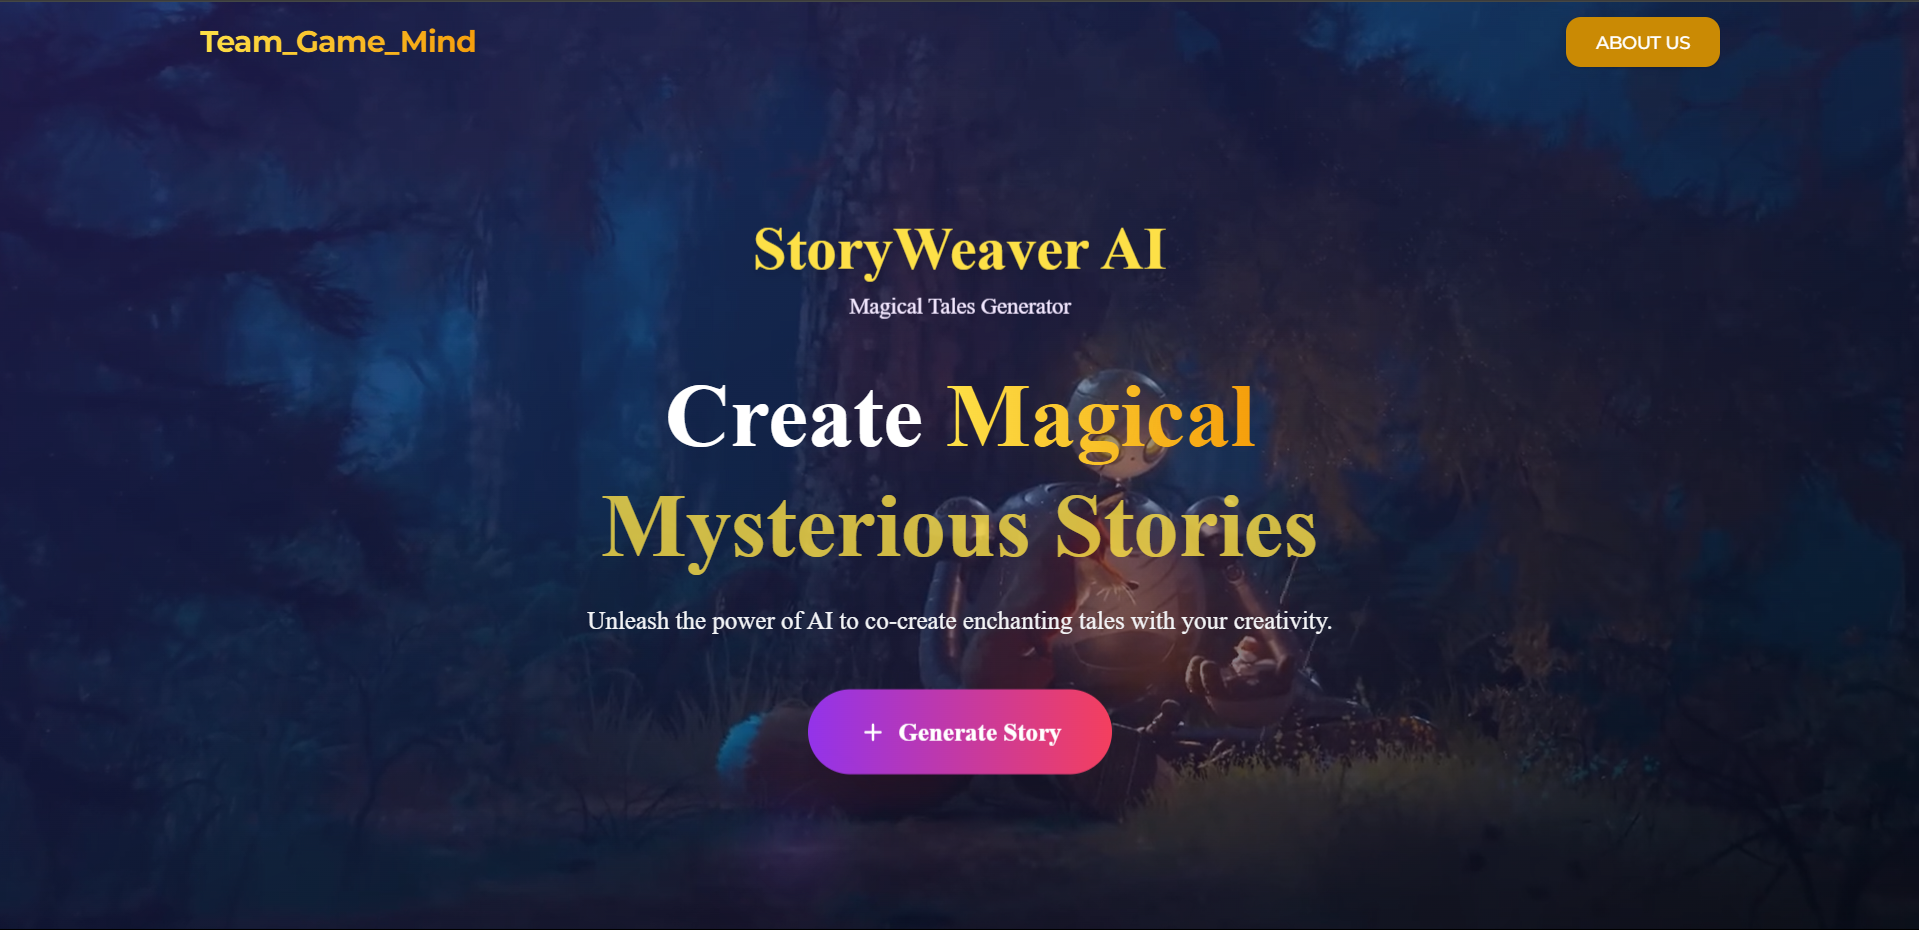 Team_Game_Mind
ABOUT US
StoryWeaver AI
Magical Tales Generator
Create Magical
Mysterious Stories
Unleash the power of AI to co-create enchanting tales with your creativity.
+ Generate Story